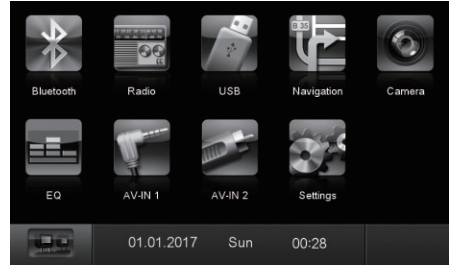 B 35
Bluetooth
Radio
USB
Navigation
Camera
EQ
AV-IN 1
AV-IN 2
Settings
01.01.2017 Sun 00:28